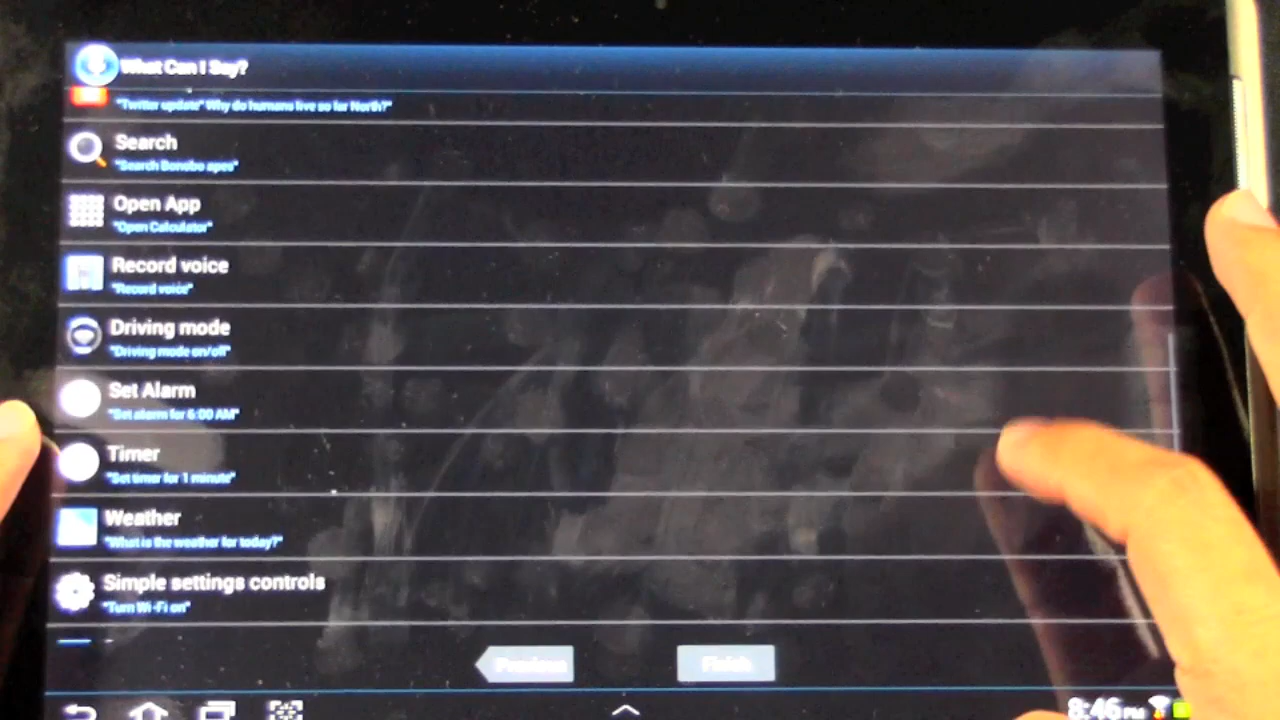 What Can I Say?
"Twitter update" Why do humans live so far North?"
Search
"Search Bonobo apes"
Open App
"Open Calculator"
Record voice
"Record voice"
Driving mode
"Driving mode on/off"
Set Alarm
"Set alarm for 6:00 AM"
Timer
"Set timer for 1 minute"
Weather
"What is the weather for today?"
Simple settings controls
"Turn Wi-Fi on"
Previous
Finish
8:46 PM